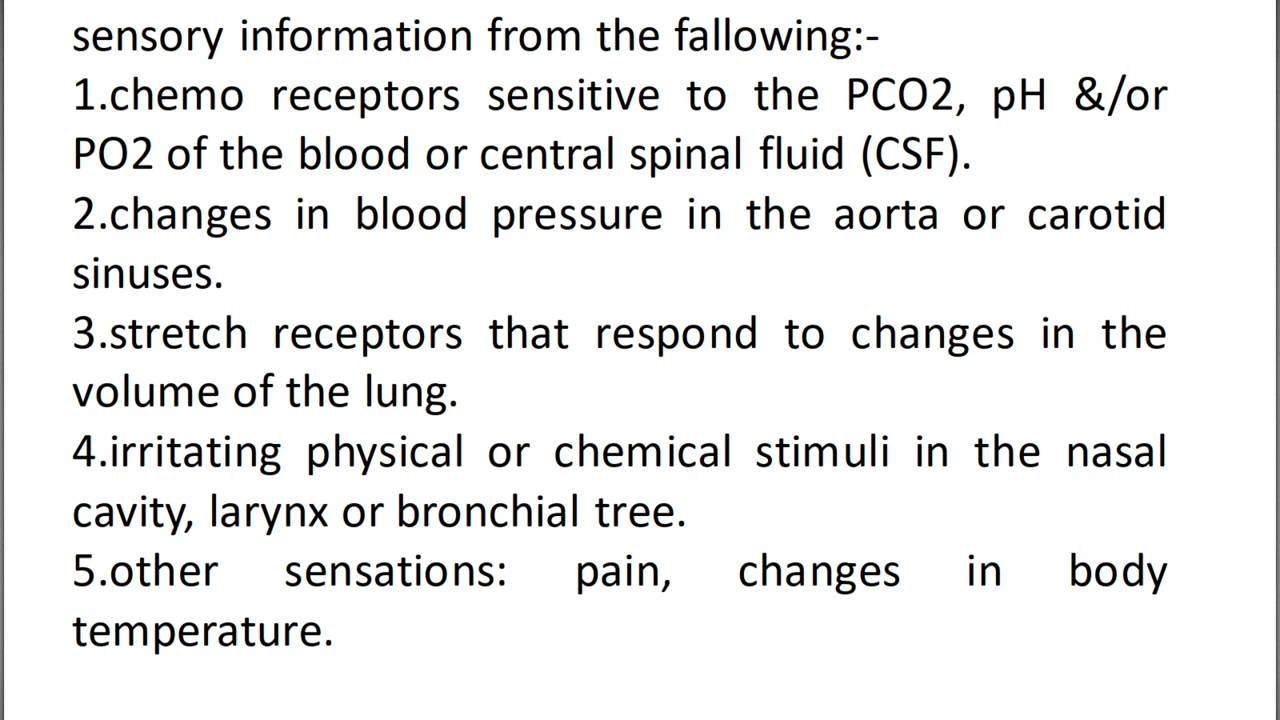 sensory information from the fallowing:-
1.chemo receptors sensitive to the PCO2, pH &/or
PO2 of the blood or central spinal fluid (CSF).
2.changes in blood pressure in the aorta or carotid
sinuses.
3.stretch receptors that respond to changes in the
volume of the lung.
4.irritating physical or chemical stimuli in the nasal
cavity, larynx or bronchial tree.
5.other sensations: pain, changes in body
temperature.